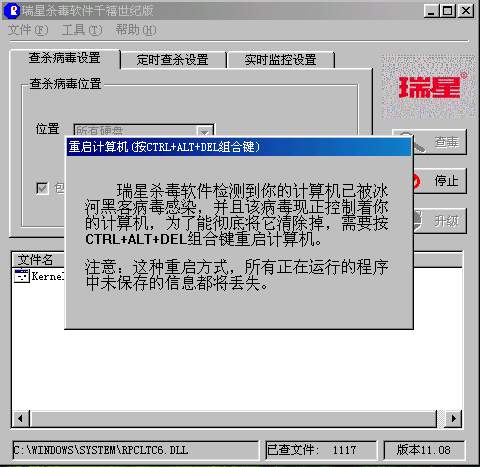 瑞星杀毒软件千禧世纪版
文件(F) 工具(T) 帮助(H)
查杀病毒设置 定时查杀设置 实时监控设置
查杀病毒位置
瑞星®
位置 所有硬盘
查毒
重启计算机(按CTRL+ALT+DEL组合键)
包
停止
瑞星杀毒软件检测到你的计算机已被冰
河黑客病毒感染，并且该病毒现正控制着你
的计算机，为了能彻底将它清除掉，需要按
CTRL+ALT+DEL组合键重启计算机。
升级
注意：这种重启方式，所有正在运行的程序
中未保存的信息都将丢失。
文件名
Kernel
C:\WINDOWS\SYSTEM\RPCLTC6.DLL
已查文件: 1117
版本11.08